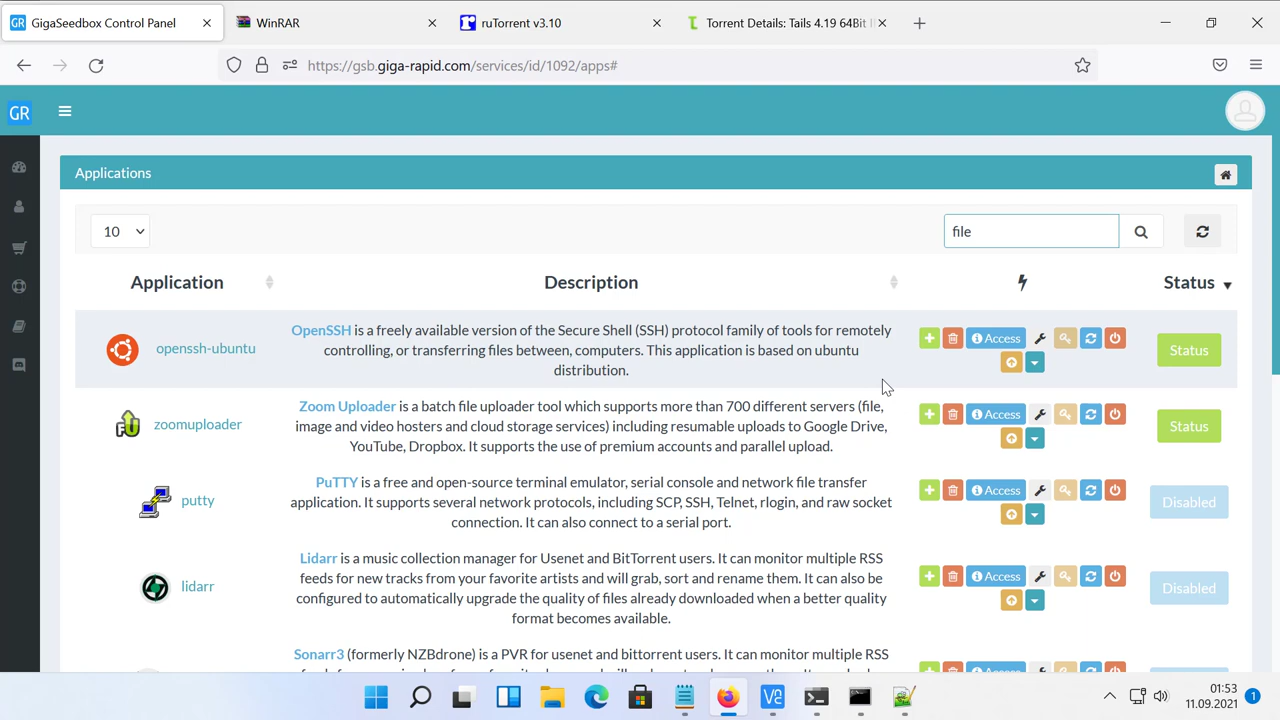 GR GigaSeedbox Control Panel
WinRAR
ruTorrent v3.10
Torrent Details: Tails 4.19 64Bit
https://gsb.giga-rapid.com/services/id/1092/apps#
GR
Applications
10
file
Application
Description
Status
openssh-ubuntu
OpenSSH is a freely available version of the Secure Shell (SSH) protocol family of tools for remotely
controlling, or transferring files between, computers. This application is based on ubuntu
distribution.
Access
Status
zoomuploader
Zoom Uploader is a batch file uploader tool which supports more than 700 different servers (file,
image and video hosters and cloud storage services) including resumable uploads to Google Drive,
YouTube, Dropbox. It supports the use of premium accounts and parallel upload.
Access
Status
putty
PuTTY is a free and open-source terminal emulator, serial console and network file transfer
application. It supports several network protocols, including SCP, SSH, Telnet, rlogin, and raw socket
connection. It can also connect to a serial port.
Access
Disabled
lidarr
Lidarr is a music collection manager for Usenet and BitTorrent users. It can monitor multiple RSS
feeds for new tracks from your favorite artists and will grab, sort and rename them. It can also be
configured to automatically upgrade the quality of files already downloaded when a better quality
format becomes available.
Access
Disabled
Sonarr3 (formerly NZBdrone) is a PVR for usenet and bittorrent users. It can monitor multiple RSS
01:53
11.09.2021
1